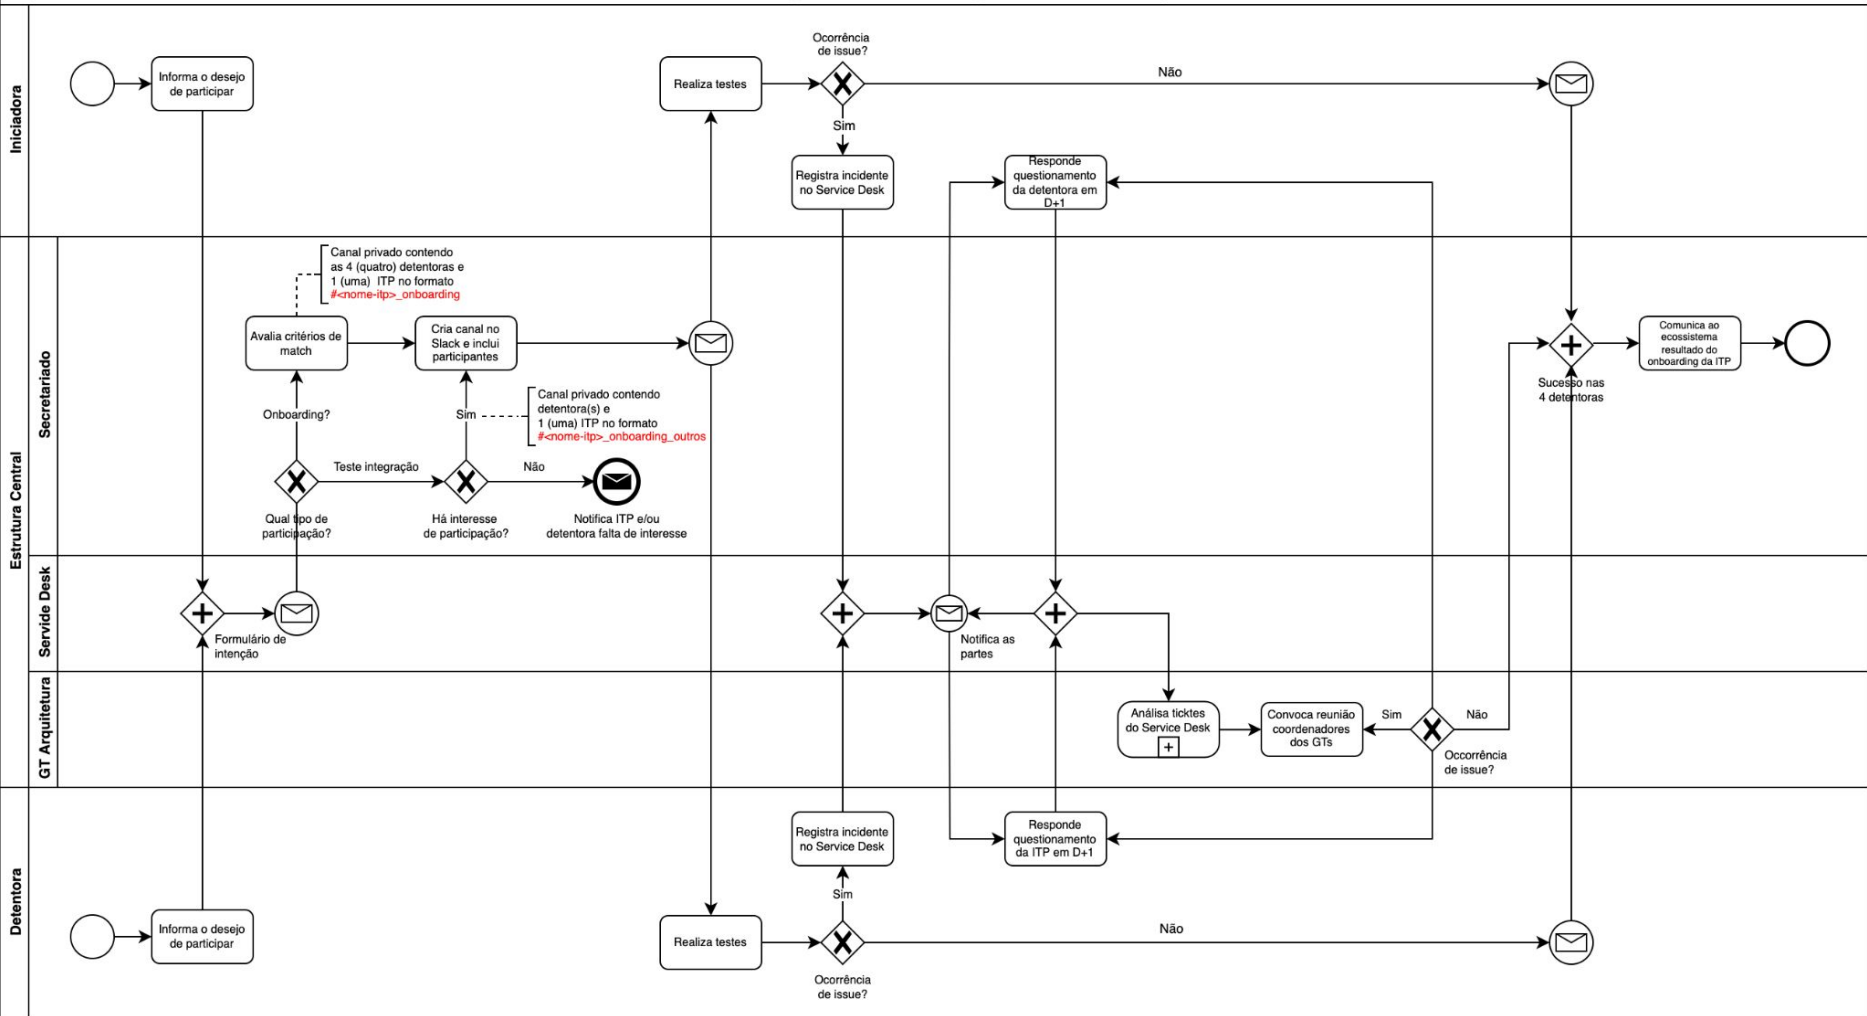 Iniciadora
Informa o desejo
de participar
Realiza testes
Ocorrência
de issue?
Não
Sim
Registra incidente
no Service Desk
Responde
questionamento
da detentora em
D+1
Estrutura Central
Secretariado
Canal privado contendo
as 4 (quatro) detentoras e
1 (uma) ITP no formato
#<nome-itp>_onboarding
Avalia critérios de
match
Cria canal no
Slack e inclui
participantes
Onboarding?
Sim
Canal privado contendo
detentora(s) e
1 (uma) ITP no formato
#<nome-itp>_onboarding_outros
Teste integração
Não
Qual tipo de
participação?
Há interesse
de participação?
Notifica ITP e/ou
detentora falta de interesse
Comunica ao
ecossistema
resultado do
onboarding da ITP
Sucesso nas
4 detentoras
Servide Desk
Formulário de
intenção
Notifica as
partes
GT Arquitetura
Análisa ticktes
do Service Desk
Convoca reunião
coordenadores
dos GTs
Sim
Não
Occorrência
de issue?
Detentora
Registra incidente
no Service Desk
Responde
questionamento
da ITP em D+1
Sim
Informa o desejo
de participar
Realiza testes
Não
Ocorrência
de issue?